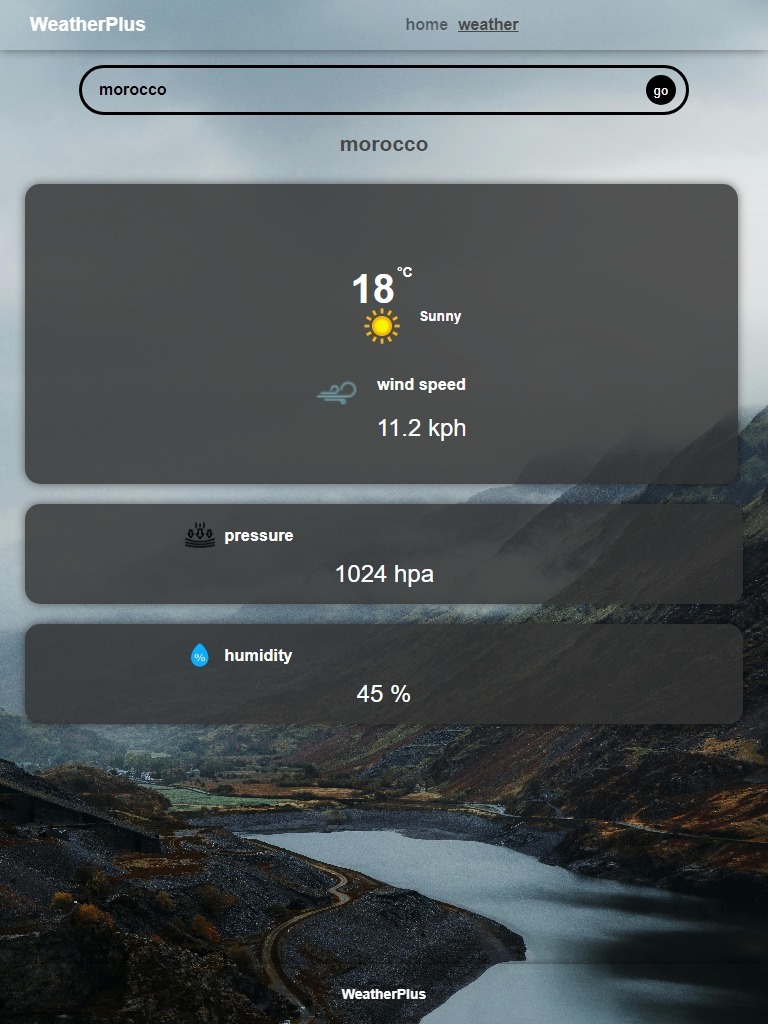 WeatherPlus home weather
morocco go
morocco
18 °C
Sunny
wind speed
11.2 kph
pressure
1024 hpa
% humidity
45 %
WeatherPlus